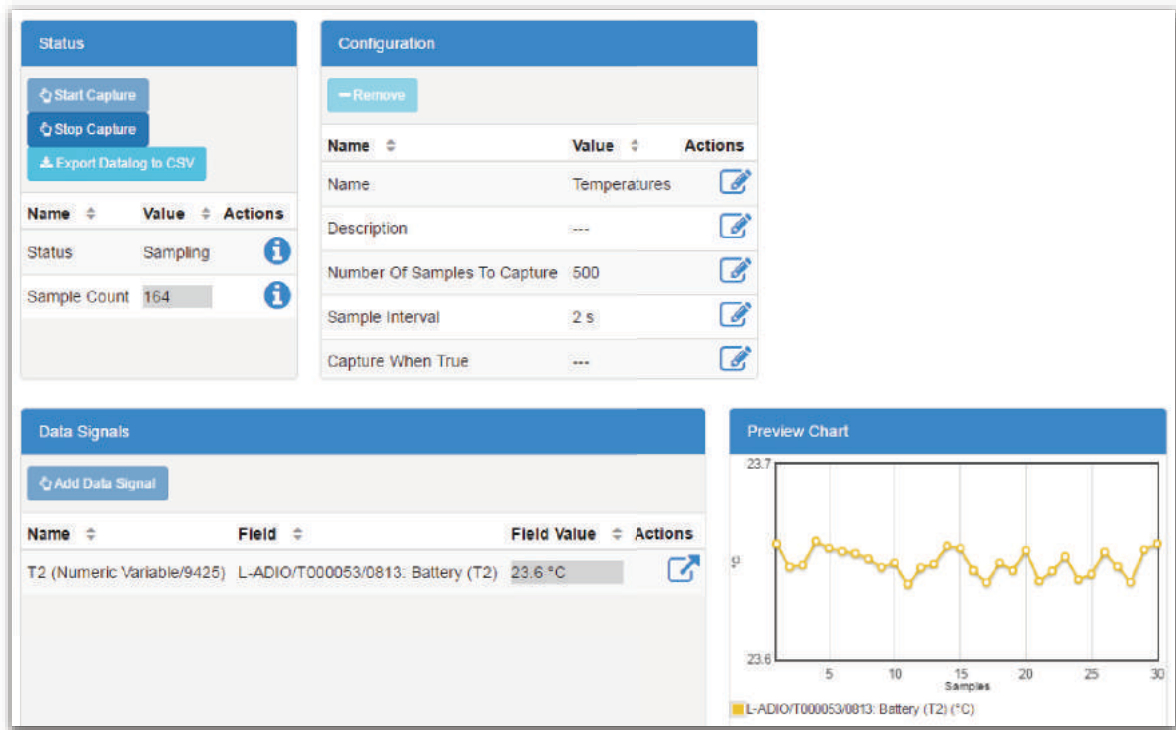 Status
Start Capture
Stop Capture
Export Datalog to CSV
Name Value Actions
Status Sampling
Sample Count 164
Configuration
Remove
Name Value Actions
Name Temperatures
Description ---
Number Of Samples To Capture 500
Sample Interval 2 s
Capture When True ---
Data Signals
Add Data Signal
Name Field Field Value Actions
T2 (Numeric Variable/9425) L-ADIO/T000053/0813: Battery (T2) 23.6 °C
Preview Chart
23.7
°C
23.6
5 10 15 20 25 30
Samples
L-ADIO/T000053/0813: Battery (T2) (°C)